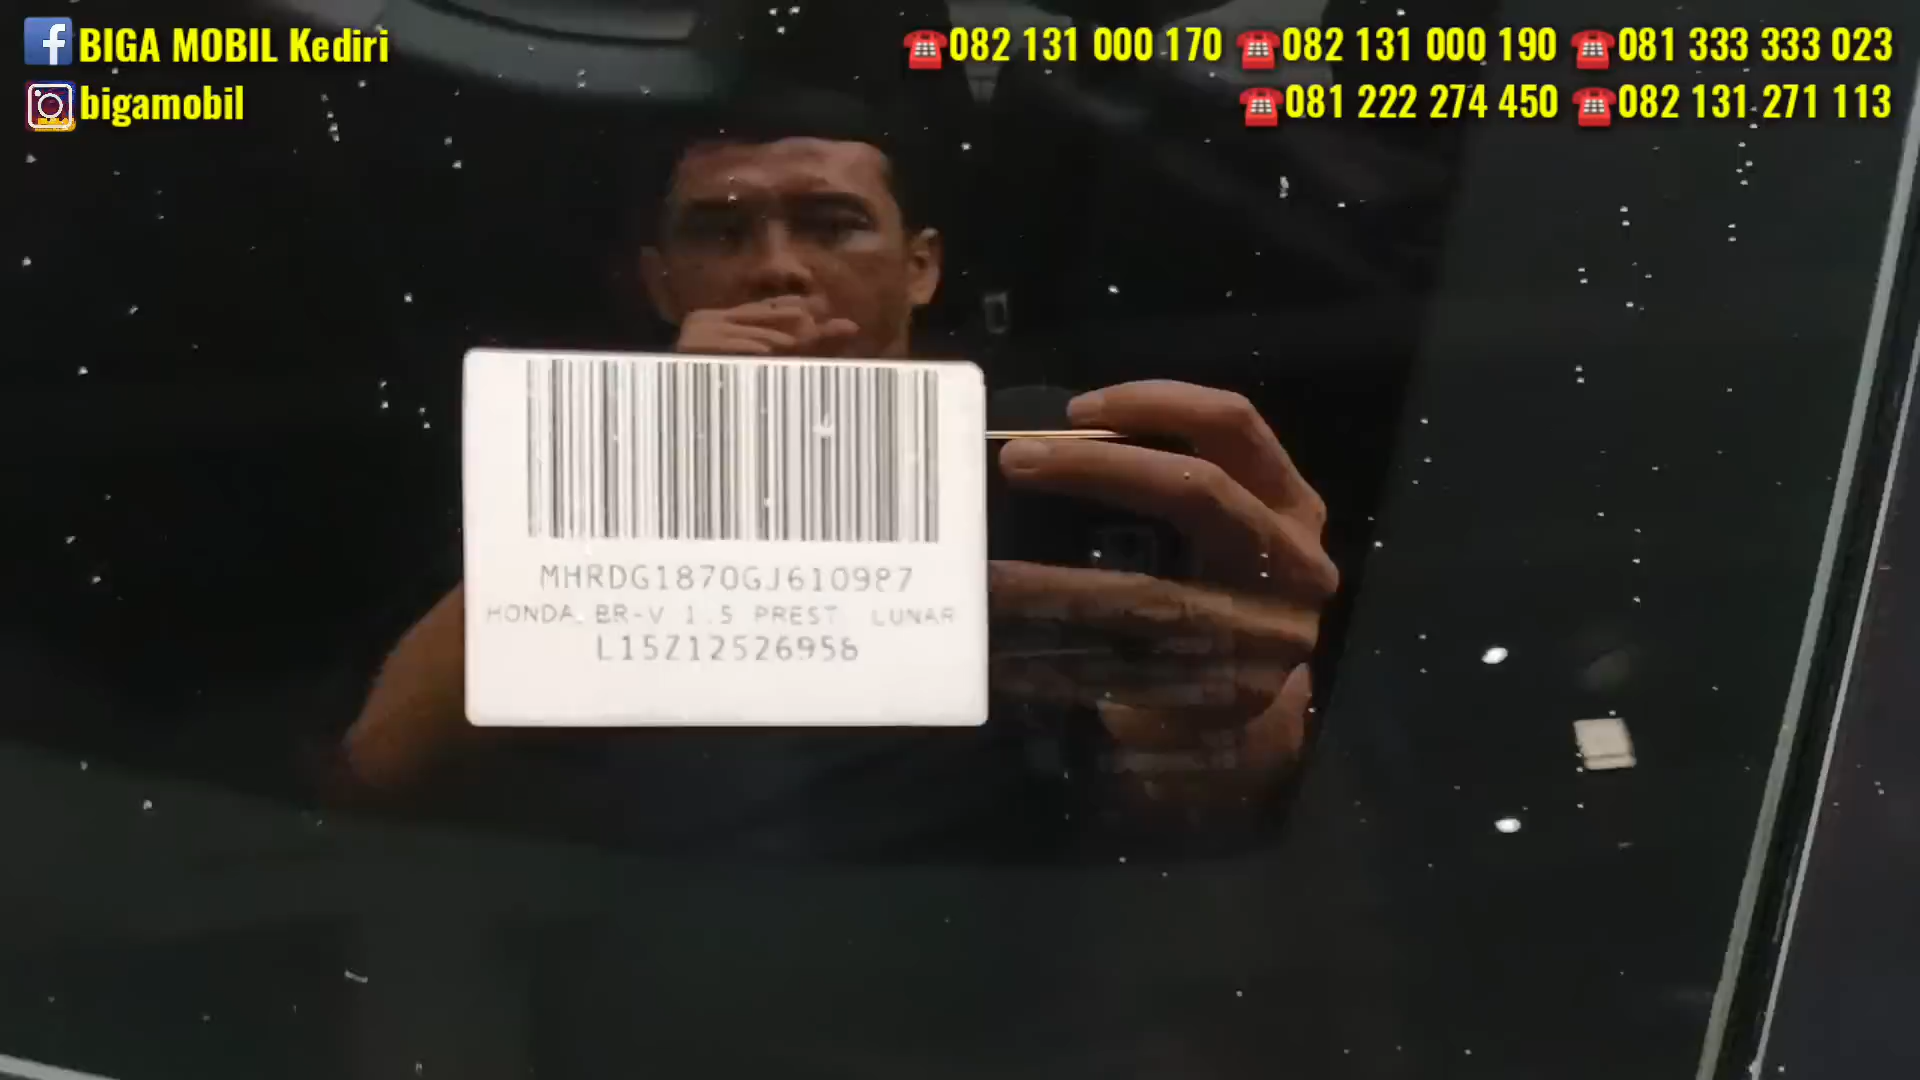 BIGA MOBIL Kediri
bigamobil
☎082 131 000 170 ☎082 131 000 190 ☎081 333 333 023
☎081 222 274 450 ☎082 131 271 113
MHRDG1870GJ610987
HONDA BR-V 1.5 PREST LUNAR
L15Z12526956